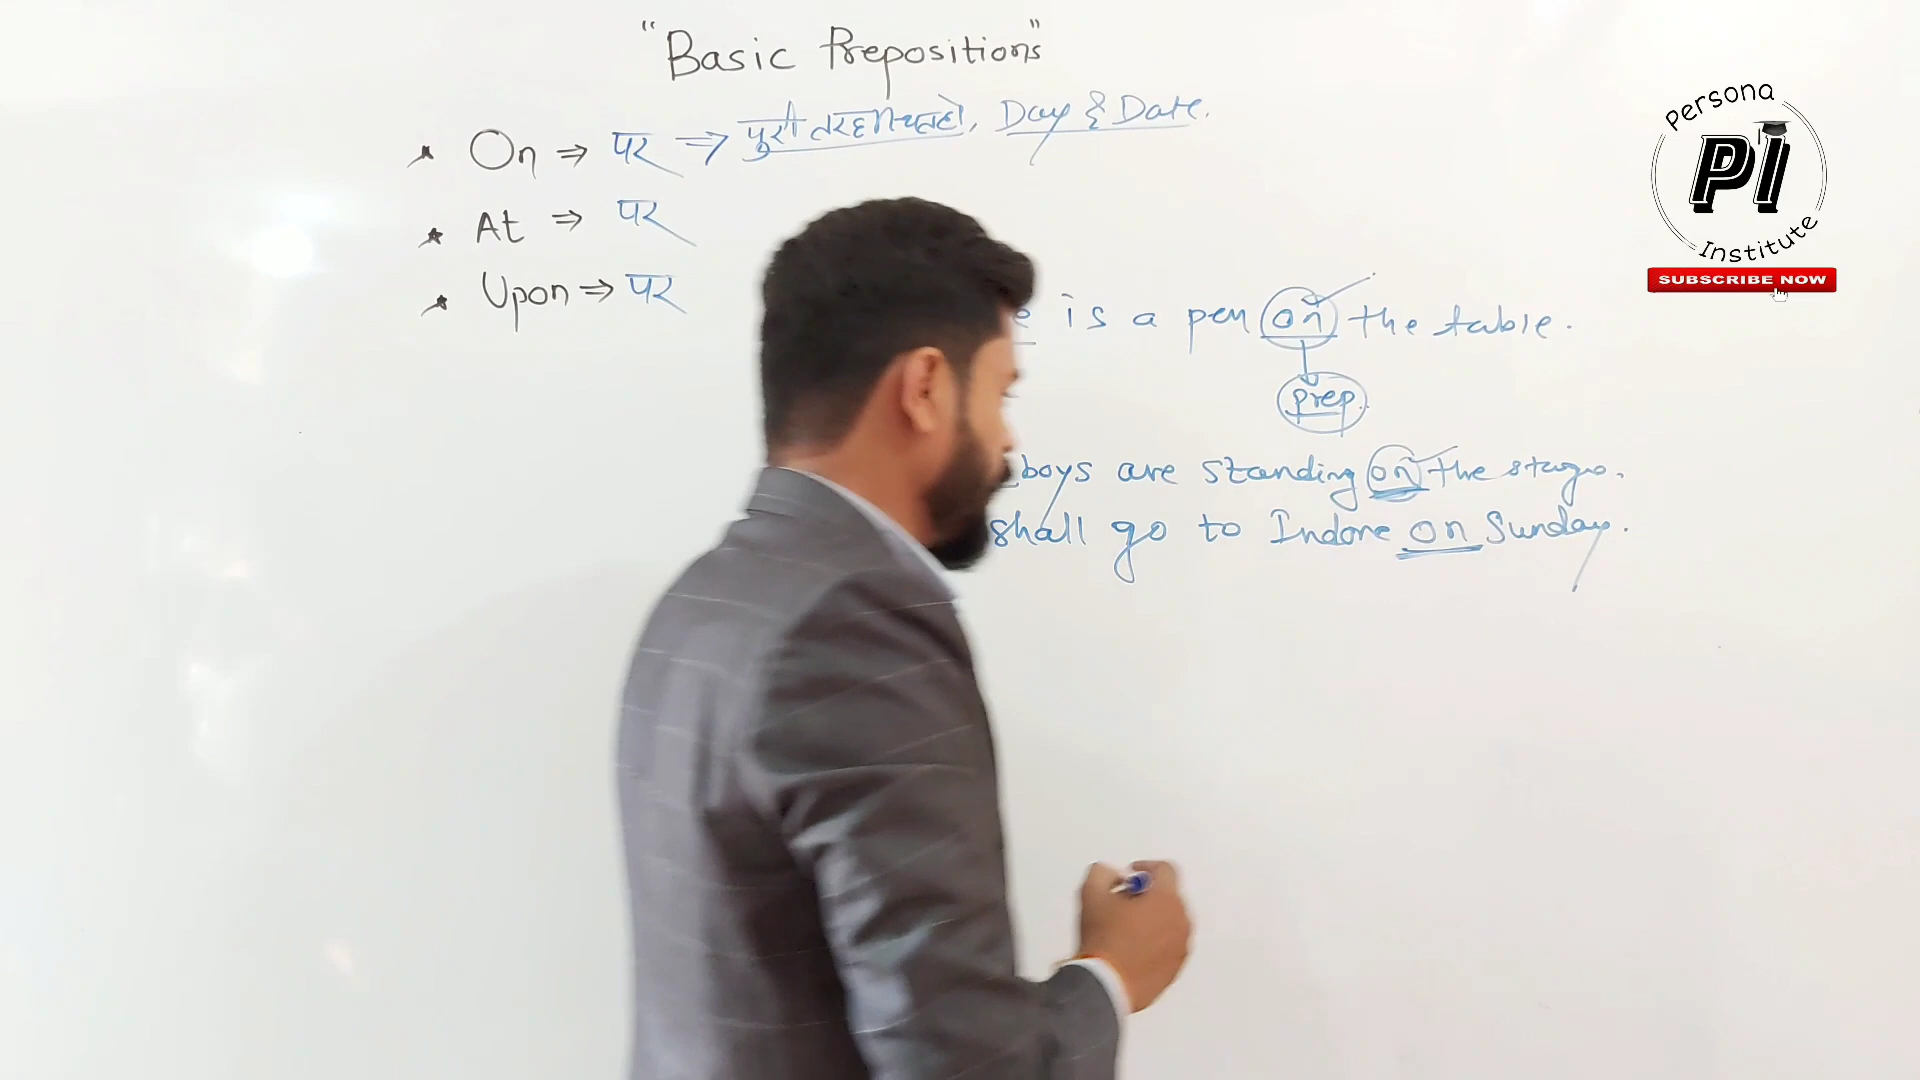 "Basic Prepositions"
On ⇒ पर ⇒ पुरी तरह, Day & Date.
At ⇒ पर
Upon ⇒ पर
e is a pen on the table.
prep.
boys are standing on the stage.
shall go to Indore on Sunday.
Persona
PI
Institute
SUBSCRIBE NOW